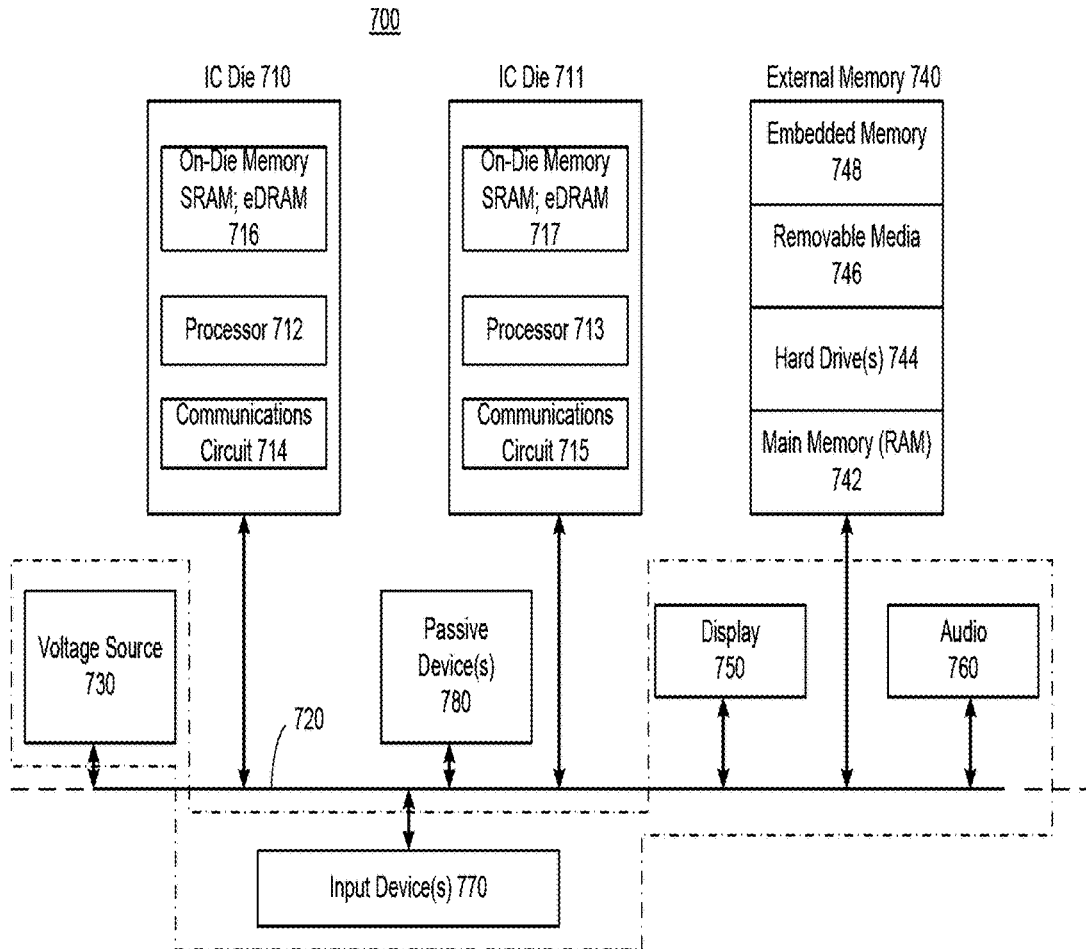 700
IC Die 710
IC Die 711
External Memory 740
On-Die Memory
SRAM; eDRAM
716
Processor 712
Communications
Circuit 714
On-Die Memory
SRAM; eDRAM
717
Processor 713
Communications
Circuit 715
Embedded Memory
748
Removable Media
746
Hard Drive(s) 744
Main Memory (RAM)
742
Voltage Source
730
Passive
Device(s)
780
Display
750
Audio
760
720
Input Device(s) 770